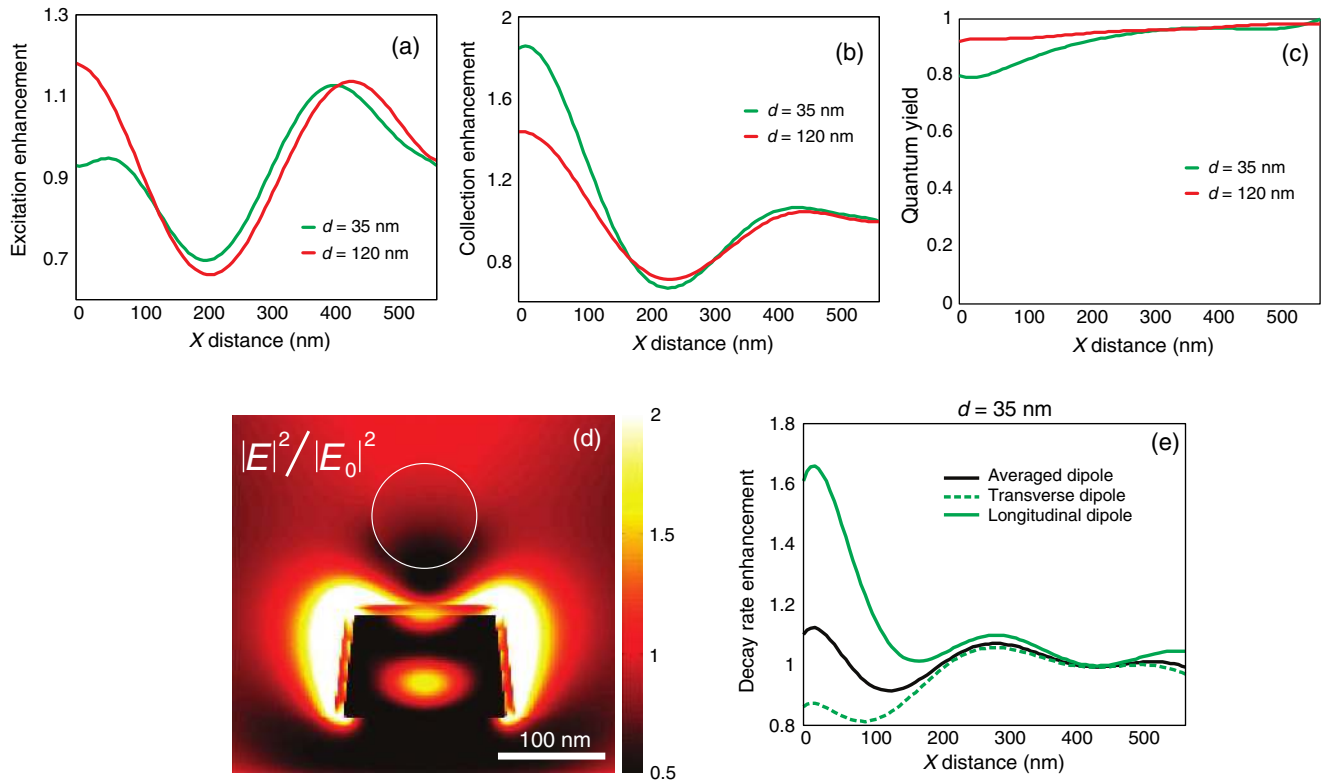 (a)
Excitation enhancement
1.3
1.1
0.9
0.7
d = 35 nm
d = 120 nm
0 100 200 300 400 500
X distance (nm)
(b)
Collection enhancement
2
1.6
1.2
0.8
d = 35 nm
d = 120 nm
0 100 200 300 400 500
X distance (nm)
(c)
Quantum yield
1
0.8
0.6
0.4
0.2
0
d = 35 nm
d = 120 nm
0 100 200 300 400 500
X distance (nm)
|E|²/|E₀|²
(d)
2
1.5
1
0.5
100 nm
d = 35 nm
(e)
Decay rate enhancement
1.8
1.6
1.4
1.2
1
0.8
Averaged dipole
Transverse dipole
Longitudinal dipole
0 100 200 300 400 500
X distance (nm)